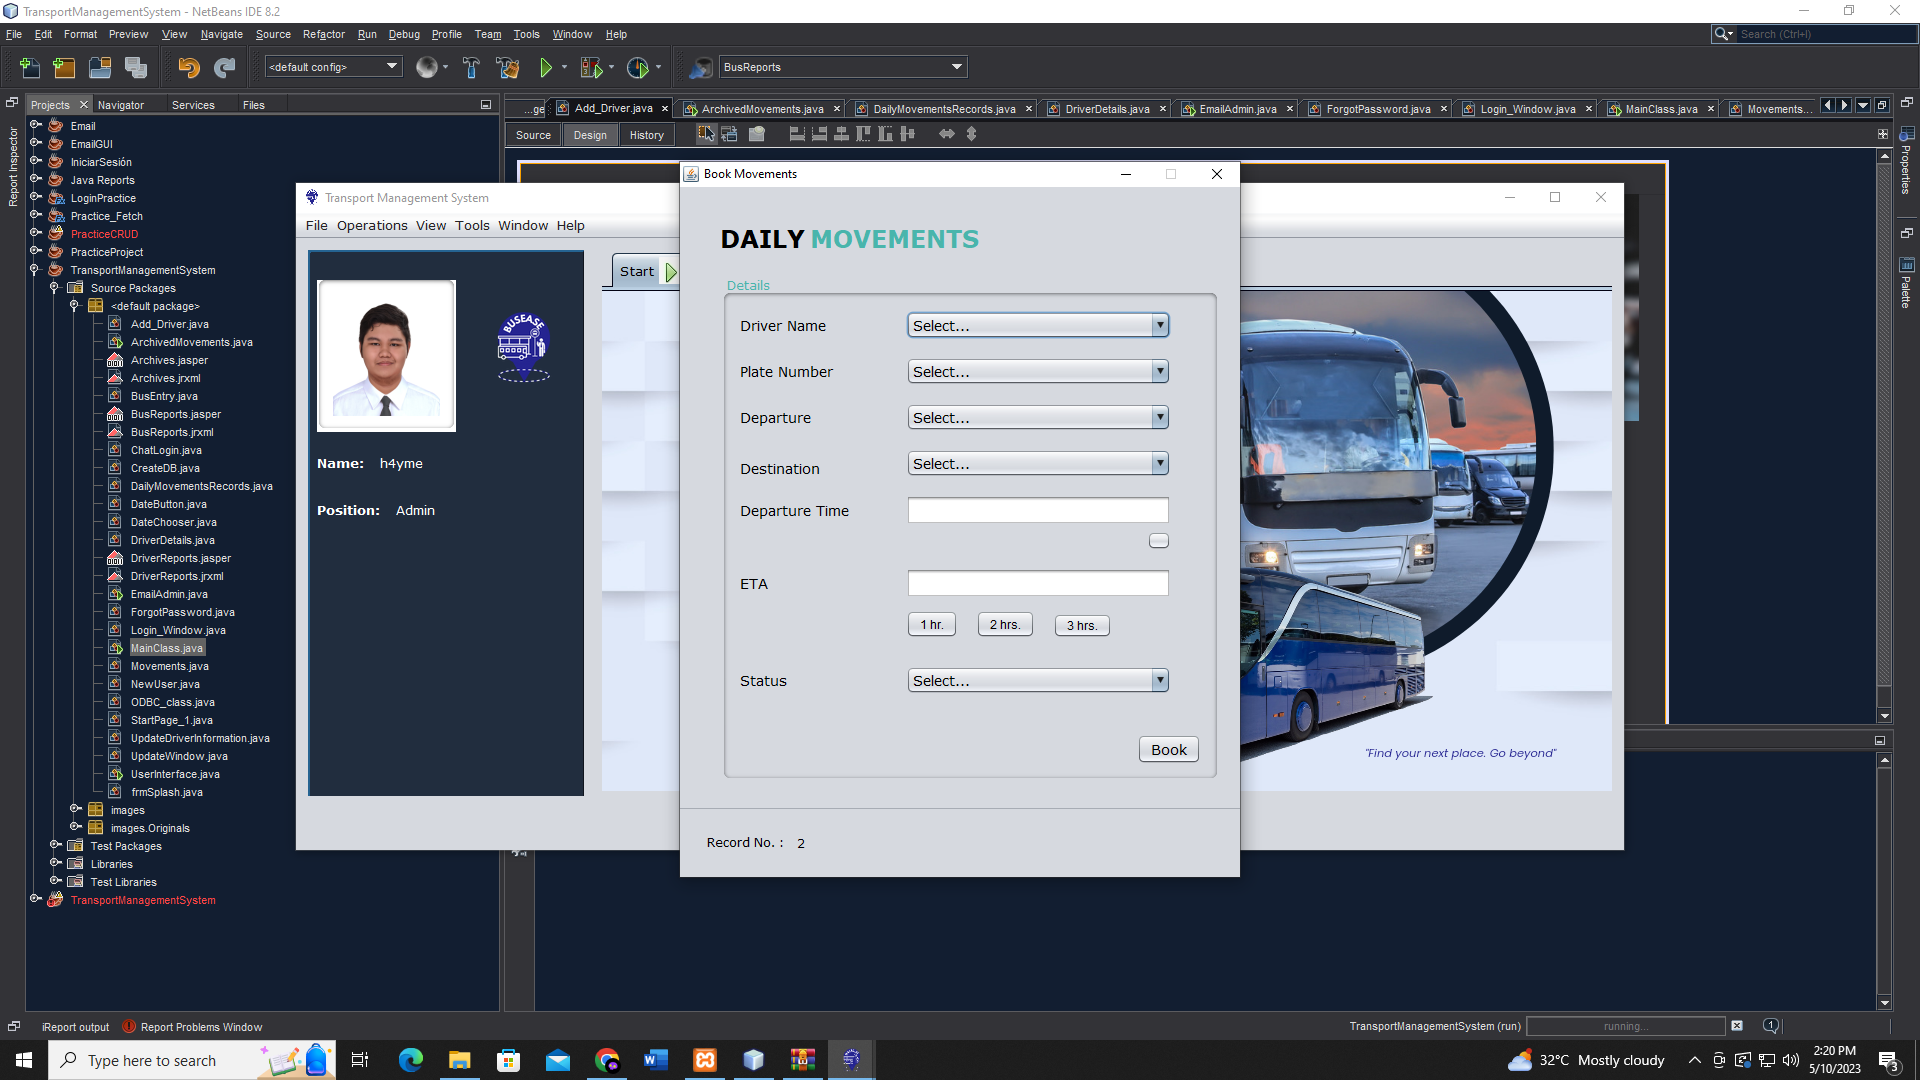 TransportManagementSystem - NetBeans IDE 8.2
File Edit Format Preview View Navigate Source Refactor Run Debug Profile Team Tools Window Help
Search (Ctrl+I)
<default config>
BusReports
Projects Navigator Services Files
...ge Add_Driver.java ArchivedMovements.java DailyMovementsRecords.java DriverDetails.java EmailAdmin.java ForgotPassword.java Login_Window.java MainClass.java Movements...
Source Design History
Report Inspector
Properties
Palette
Email
EmailGUI
IniciarSesión
Java Reports
LoginPractice
Practice_Fetch
PracticeCRUD
PracticeProject
TransportManagementSystem
Source Packages
<default package>
Add_Driver.java
ArchivedMovements.java
Archives.jasper
Archives.jrxml
BusEntry.java
BusReports.jasper
BusReports.jrxml
ChatLogin.java
CreateDB.java
DailyMovementsRecords.java
DateButton.java
DateChooser.java
DriverDetails.java
DriverReports.jasper
DriverReports.jrxml
EmailAdmin.java
ForgotPassword.java
Login_Window.java
MainClass.java
Movements.java
NewUser.java
ODBC_class.java
StartPage_1.java
UpdateDriverInformation.java
UpdateWindow.java
UserInterface.java
frmSplash.java
images
images.Originals
Test Packages
Libraries
Test Libraries
TransportManagementSystem
Transport Management System
File Operations View Tools Window Help
BUSEASE
Name: h4yme
Position: Admin
Start
"Find your next place. Go beyond"
Book Movements
DAILY MOVEMENTS
Details
Driver Name Select...
Plate Number Select...
Departure Select...
Destination Select...
Departure Time
ETA
1 hr. 2 hrs. 3 hrs.
Status Select...
Book
Record No. : 2
iReport output Report Problems Window
TransportManagementSystem (run) running... 1
Type here to search
32°C Mostly cloudy
2:20 PM
5/10/2023
3